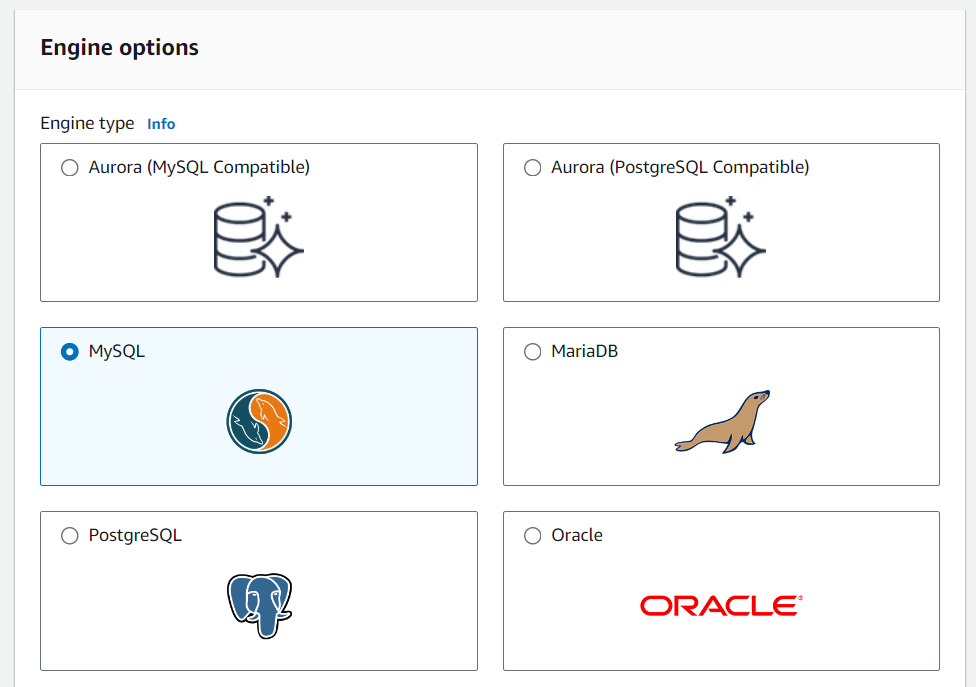 Engine options
Engine type Info
Aurora (MySQL Compatible)
Aurora (PostgreSQL Compatible)
MySQL
MariaDB
PostgreSQL
Oracle
ORACLE®